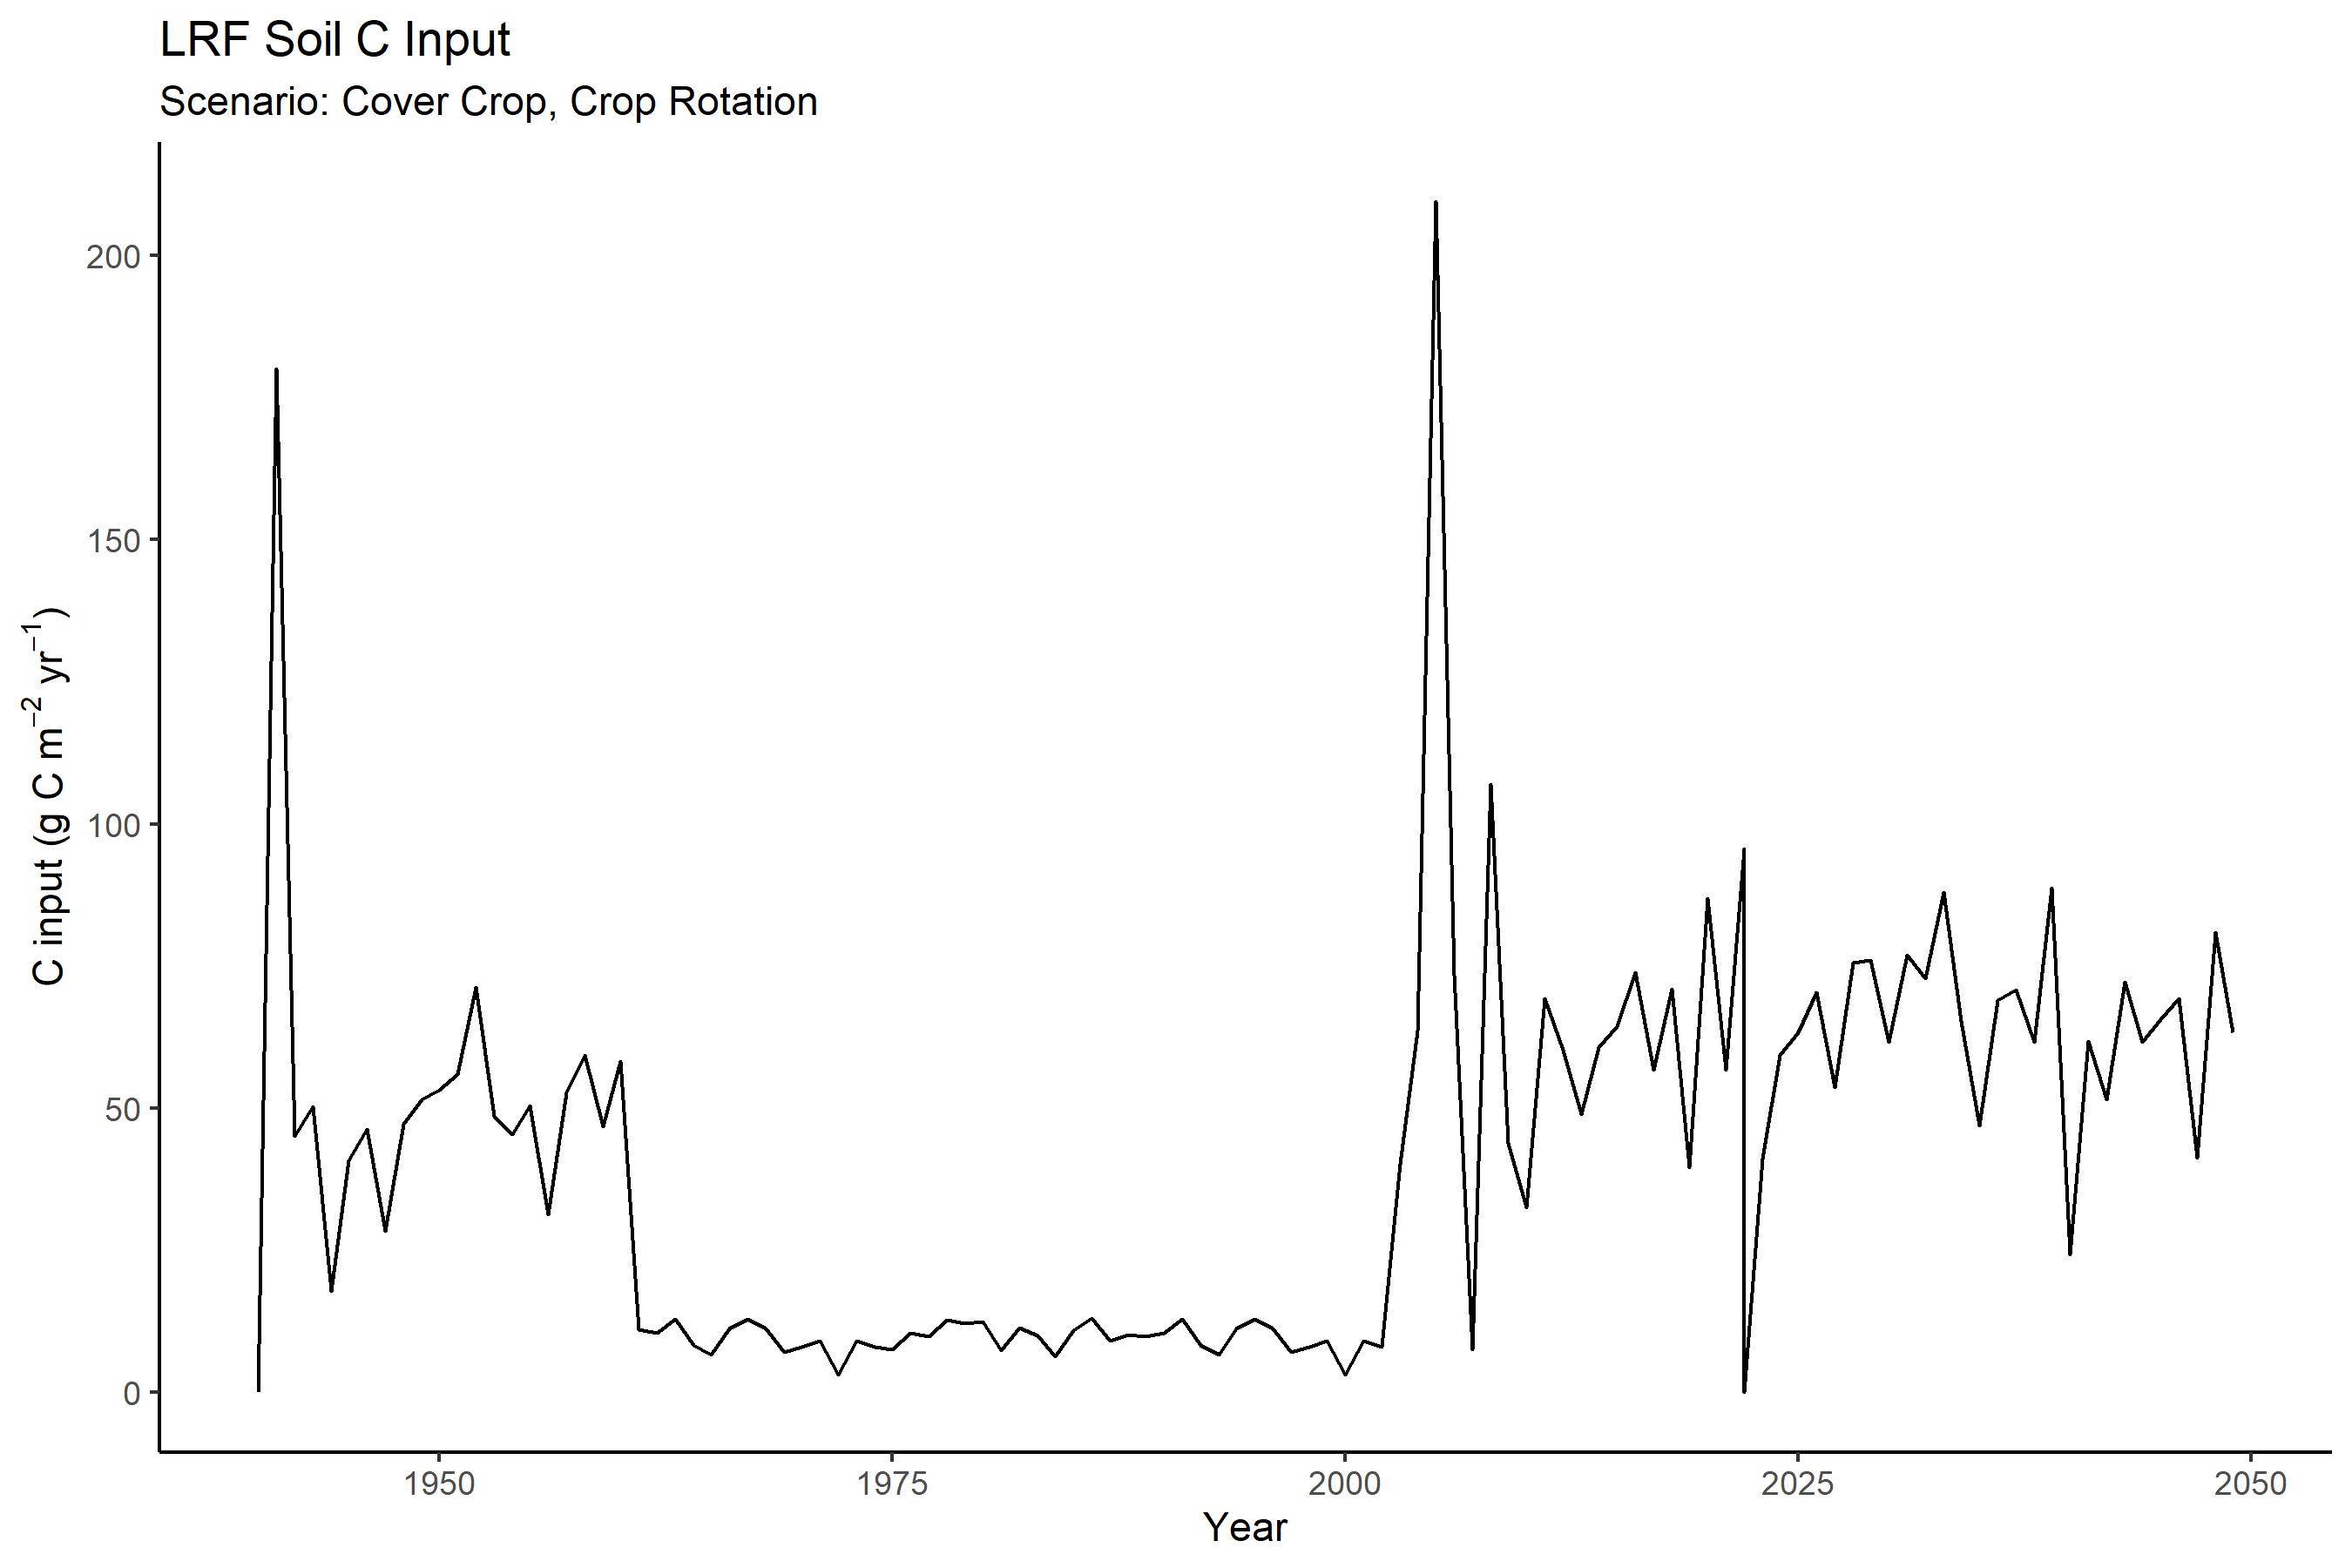 LRF Soil C Input
Scenario: Cover Crop, Crop Rotation
C input (g C m⁻² yr⁻¹)
200
150
100
50
0
1950 1975 2000 2025 2050
Year